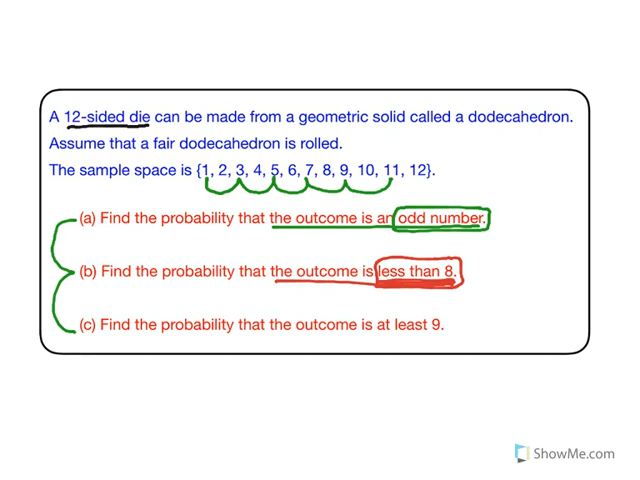 A 12-sided die can be made from a geometric solid called a dodecahedron.
Assume that a fair dodecahedron is rolled.
The sample space is {1, 2, 3, 4, 5, 6, 7, 8, 9, 10, 11, 12}.
(a) Find the probability that the outcome is an odd number.
(b) Find the probability that the outcome is less than 8.
(c) Find the probability that the outcome is at least 9.
ShowMe.com